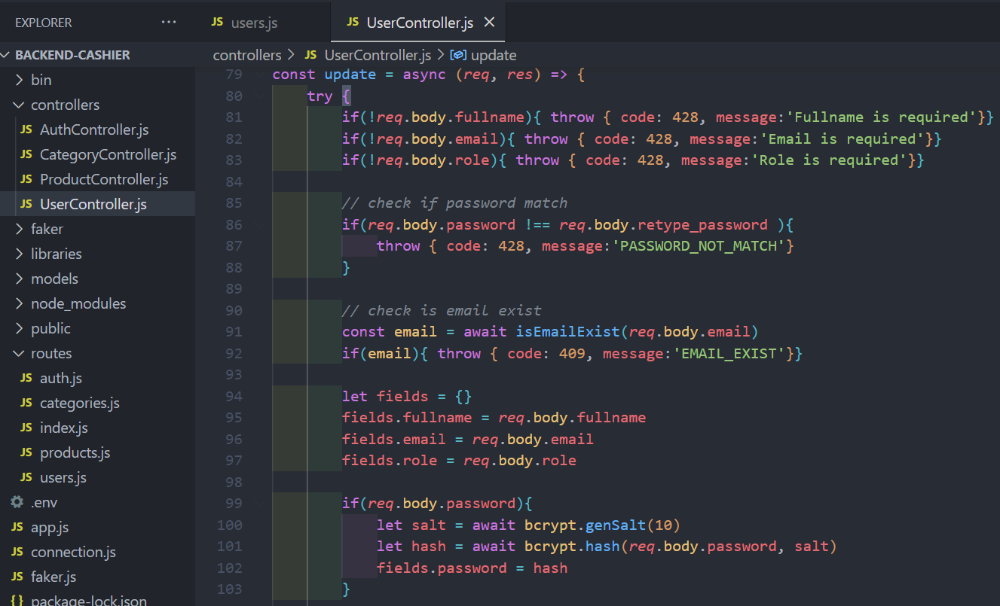 EXPLORER
...
JS users.js
JS UserController.js
BACKEND-CASHIER
bin
controllers
JS AuthController.js
JS CategoryController.js
JS ProductController.js
JS UserController.js
faker
libraries
models
node_modules
public
routes
JS auth.js
JS categories.js
JS index.js
JS products.js
JS users.js
.env
JS app.js
JS connection.js
JS faker.js
{} package-lock.json
controllers > JS UserController.js > update
79 const update = async (req, res) => {
80 try {
81 if(!req.body.fullname){ throw { code: 428, message:'Fullname is required'}}
82 if(!req.body.email){ throw { code: 428, message:'Email is required'}}
83 if(!req.body.role){ throw { code: 428, message:'Role is required'}}
84
85 // check if password match
86 if(req.body.password !== req.body.retype_password ){
87 throw { code: 428, message:'PASSWORD_NOT_MATCH'}
88 }
89
90 // check is email exist
91 const email = await isEmailExist(req.body.email)
92 if(email){ throw { code: 409, message:'EMAIL_EXIST'}}
93
94 let fields = {}
95 fields.fullname = req.body.fullname
96 fields.email = req.body.email
97 fields.role = req.body.role
98
99 if(req.body.password){
100 let salt = await bcrypt.genSalt(10)
101 let hash = await bcrypt.hash(req.body.password, salt)
102 fields.password = hash
103 }